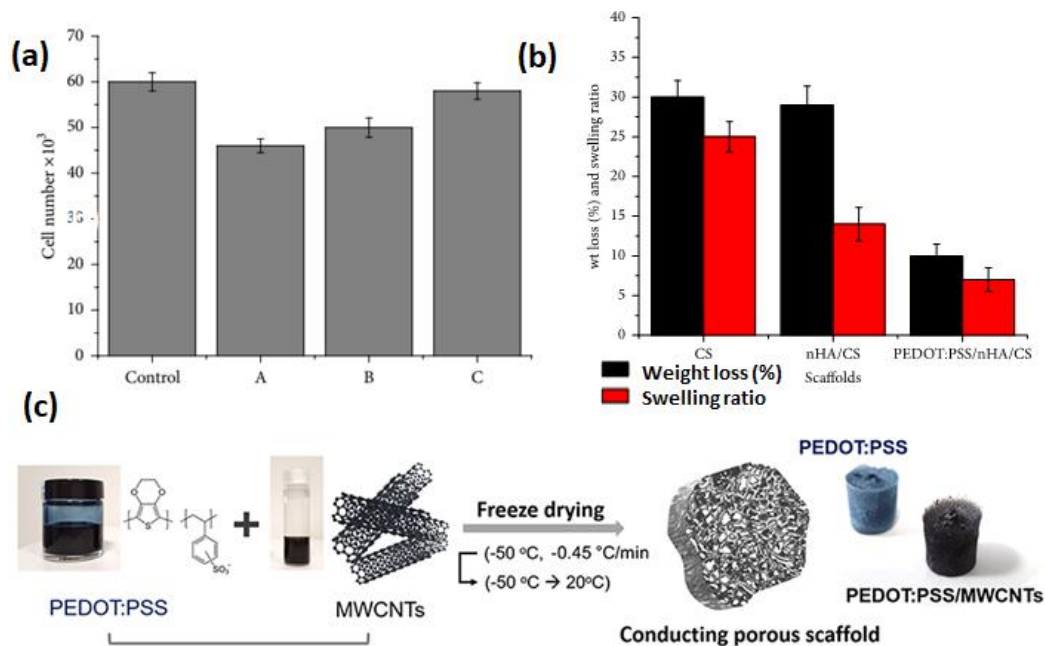 (a)
70
60
50
40
36
20
10
0
Cell number ×10³
Control A B C
(b)
40
35
30
25
20
15
10
5
0
wt loss (%) and swelling ratio
CS nHA/CS PEDOT:PSS/nHA/CS
Scaffolds
Weight loss (%)
Swelling ratio
(c)
PEDOT:PSS
O O
S
SO₃⁻
+
MWCNTs
Freeze drying
(-50 °C, -0.45 °C/min
(-50 °C → 20°C)
Conducting porous scaffold
PEDOT:PSS
PEDOT:PSS/MWCNTs